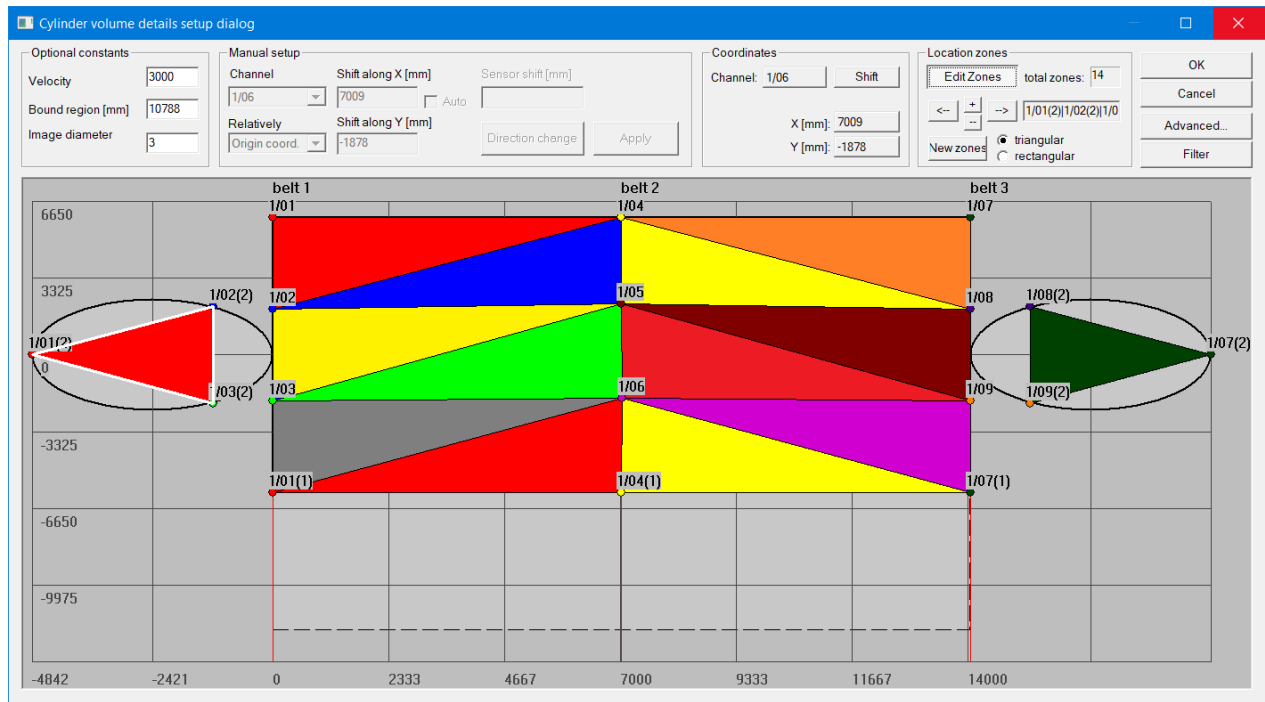 Cylinder volume details setup dialog
Optional constants
Velocity 3000
Bound region [mm] 10788
Image diameter 3
Manual setup
Channel Shift along X [mm] Sensor shift [mm]
1/06 7009 Auto
Relatively Shift along Y [mm]
Origin coord. -1878 Direction change Apply
Coordinates
Channel: 1/06 Shift
X [mm]: 7009
Y [mm]: -1878
Location zones
Edit Zones total zones: 14
<-- + -- --> 1/01(2)|1/02(2)|1/0
New zones triangular
rectangular
OK
Cancel
Advanced...
Filter
belt 1 belt 2 belt 3
1/01 1/04 1/07
6650
3325 1/02(2) 1/02 1/05 1/08 1/08(2)
1/01(2) 1/07(2)
0
1/03(2) 1/03 1/06 1/09 1/09(2)
-3325
1/01(1) 1/04(1) 1/07(1)
-6650
-9975
-4842 -2421 0 2333 4667 7000 9333 11667 14000